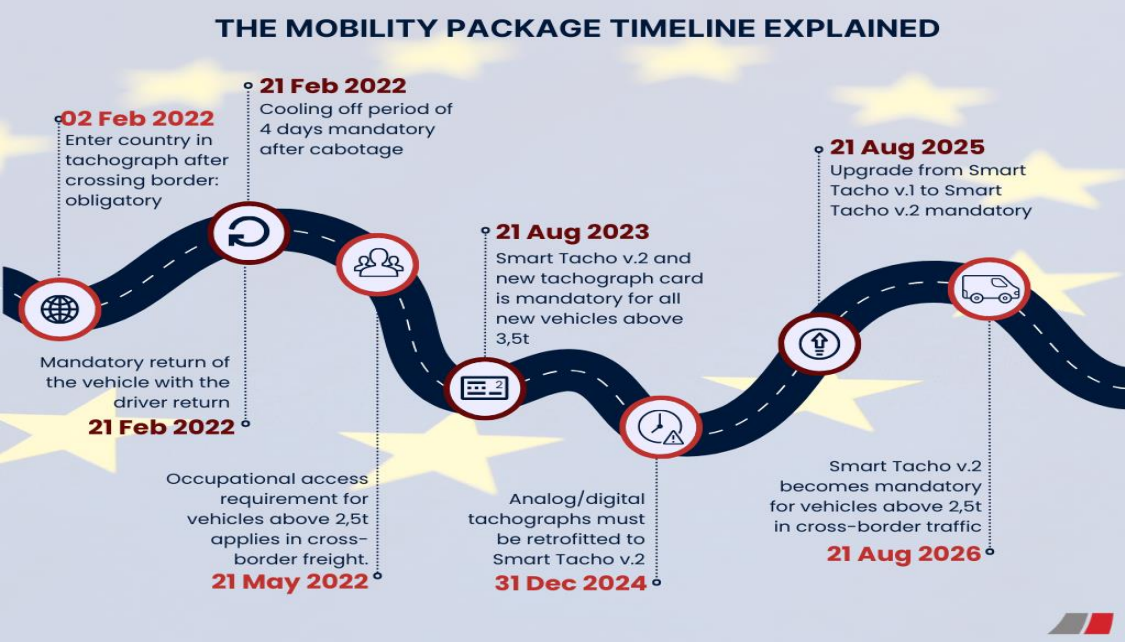 THE MOBILITY PACKAGE TIMELINE EXPLAINED
02 Feb 2022
Enter country in
tachograph after
crossing border:
obligatory
21 Feb 2022
Cooling off period of
4 days mandatory
after cabotage
Mandatory return of
the vehicle with the
driver return
21 Feb 2022
Occupational access
requirement for
vehicles above 2,5t
applies in cross-
border freight.
21 May 2022
21 Aug 2023
Smart Tacho v.2 and
new tachograph card
is mandatory for all
new vehicles above
3,5t
2
Analog/digital
tachographs must
be retrofitted to
Smart Tacho v.2
31 Dec 2024
21 Aug 2025
Upgrade from Smart
Tacho v.1 to Smart
Tacho v.2 mandatory
Smart Tacho v.2
becomes mandatory
for vehicles above 2,5t
in cross-border traffic
21 Aug 2026